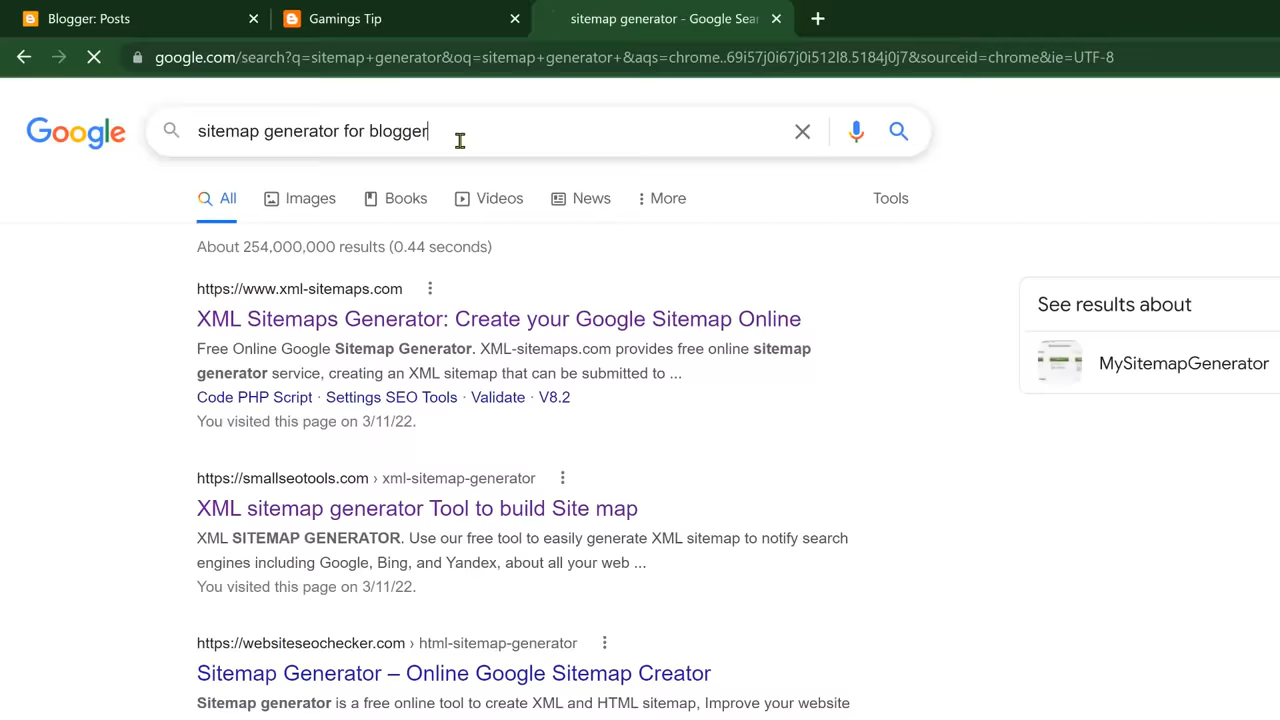 Blogger: Posts
Gamings Tip
sitemap generator - Google Sear
google.com/search?q=sitemap+generator&oq=sitemap+generator+&aqs=chrome..69i57j0i67j0i512l8.5184j0j7&sourceid=chrome&ie=UTF-8
Google
sitemap generator for blogger
All
Images
Books
Videos
News
More
Tools
About 254,000,000 results (0.44 seconds)
https://www.xml-sitemaps.com
XML Sitemaps Generator: Create your Google Sitemap Online
Free Online Google Sitemap Generator. XML-sitemaps.com provides free online sitemap
generator service, creating an XML sitemap that can be submitted to ...
Code PHP Script · Settings SEO Tools · Validate · V8.2
You visited this page on 3/11/22.
See results about
MySitemapGenerator
https://smallseotools.com › xml-sitemap-generator
XML sitemap generator Tool to build Site map
XML SITEMAP GENERATOR. Use our free tool to easily generate XML sitemap to notify search
engines including Google, Bing, and Yandex, about all your web ...
You visited this page on 3/11/22.
https://websiteseochecker.com › html-sitemap-generator
Sitemap Generator – Online Google Sitemap Creator
Sitemap generator is a free online tool to create XML and HTML sitemap, Improve your website